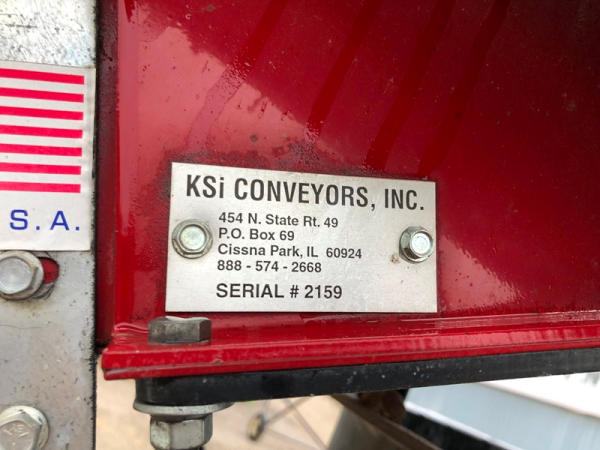 KSi CONVEYORS, INC.
454 N. State Rt. 49
P.O. Box 69
Cissna Park, IL 60924
888 - 574 - 2668
SERIAL # 2159
S.A.